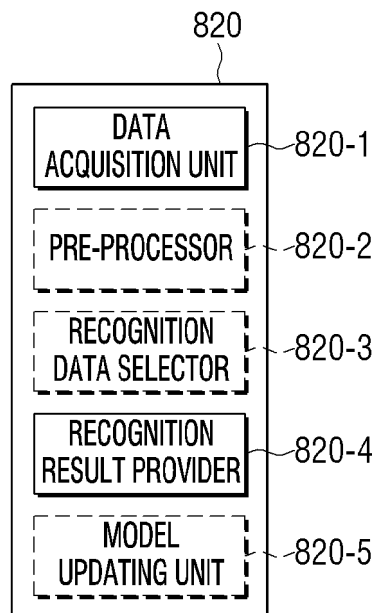 820
DATA
ACQUISITION UNIT
820-1
PRE-PROCESSOR
820-2
RECOGNITION
DATA SELECTOR
820-3
RECOGNITION
RESULT PROVIDER
820-4
MODEL
UPDATING UNIT
820-5